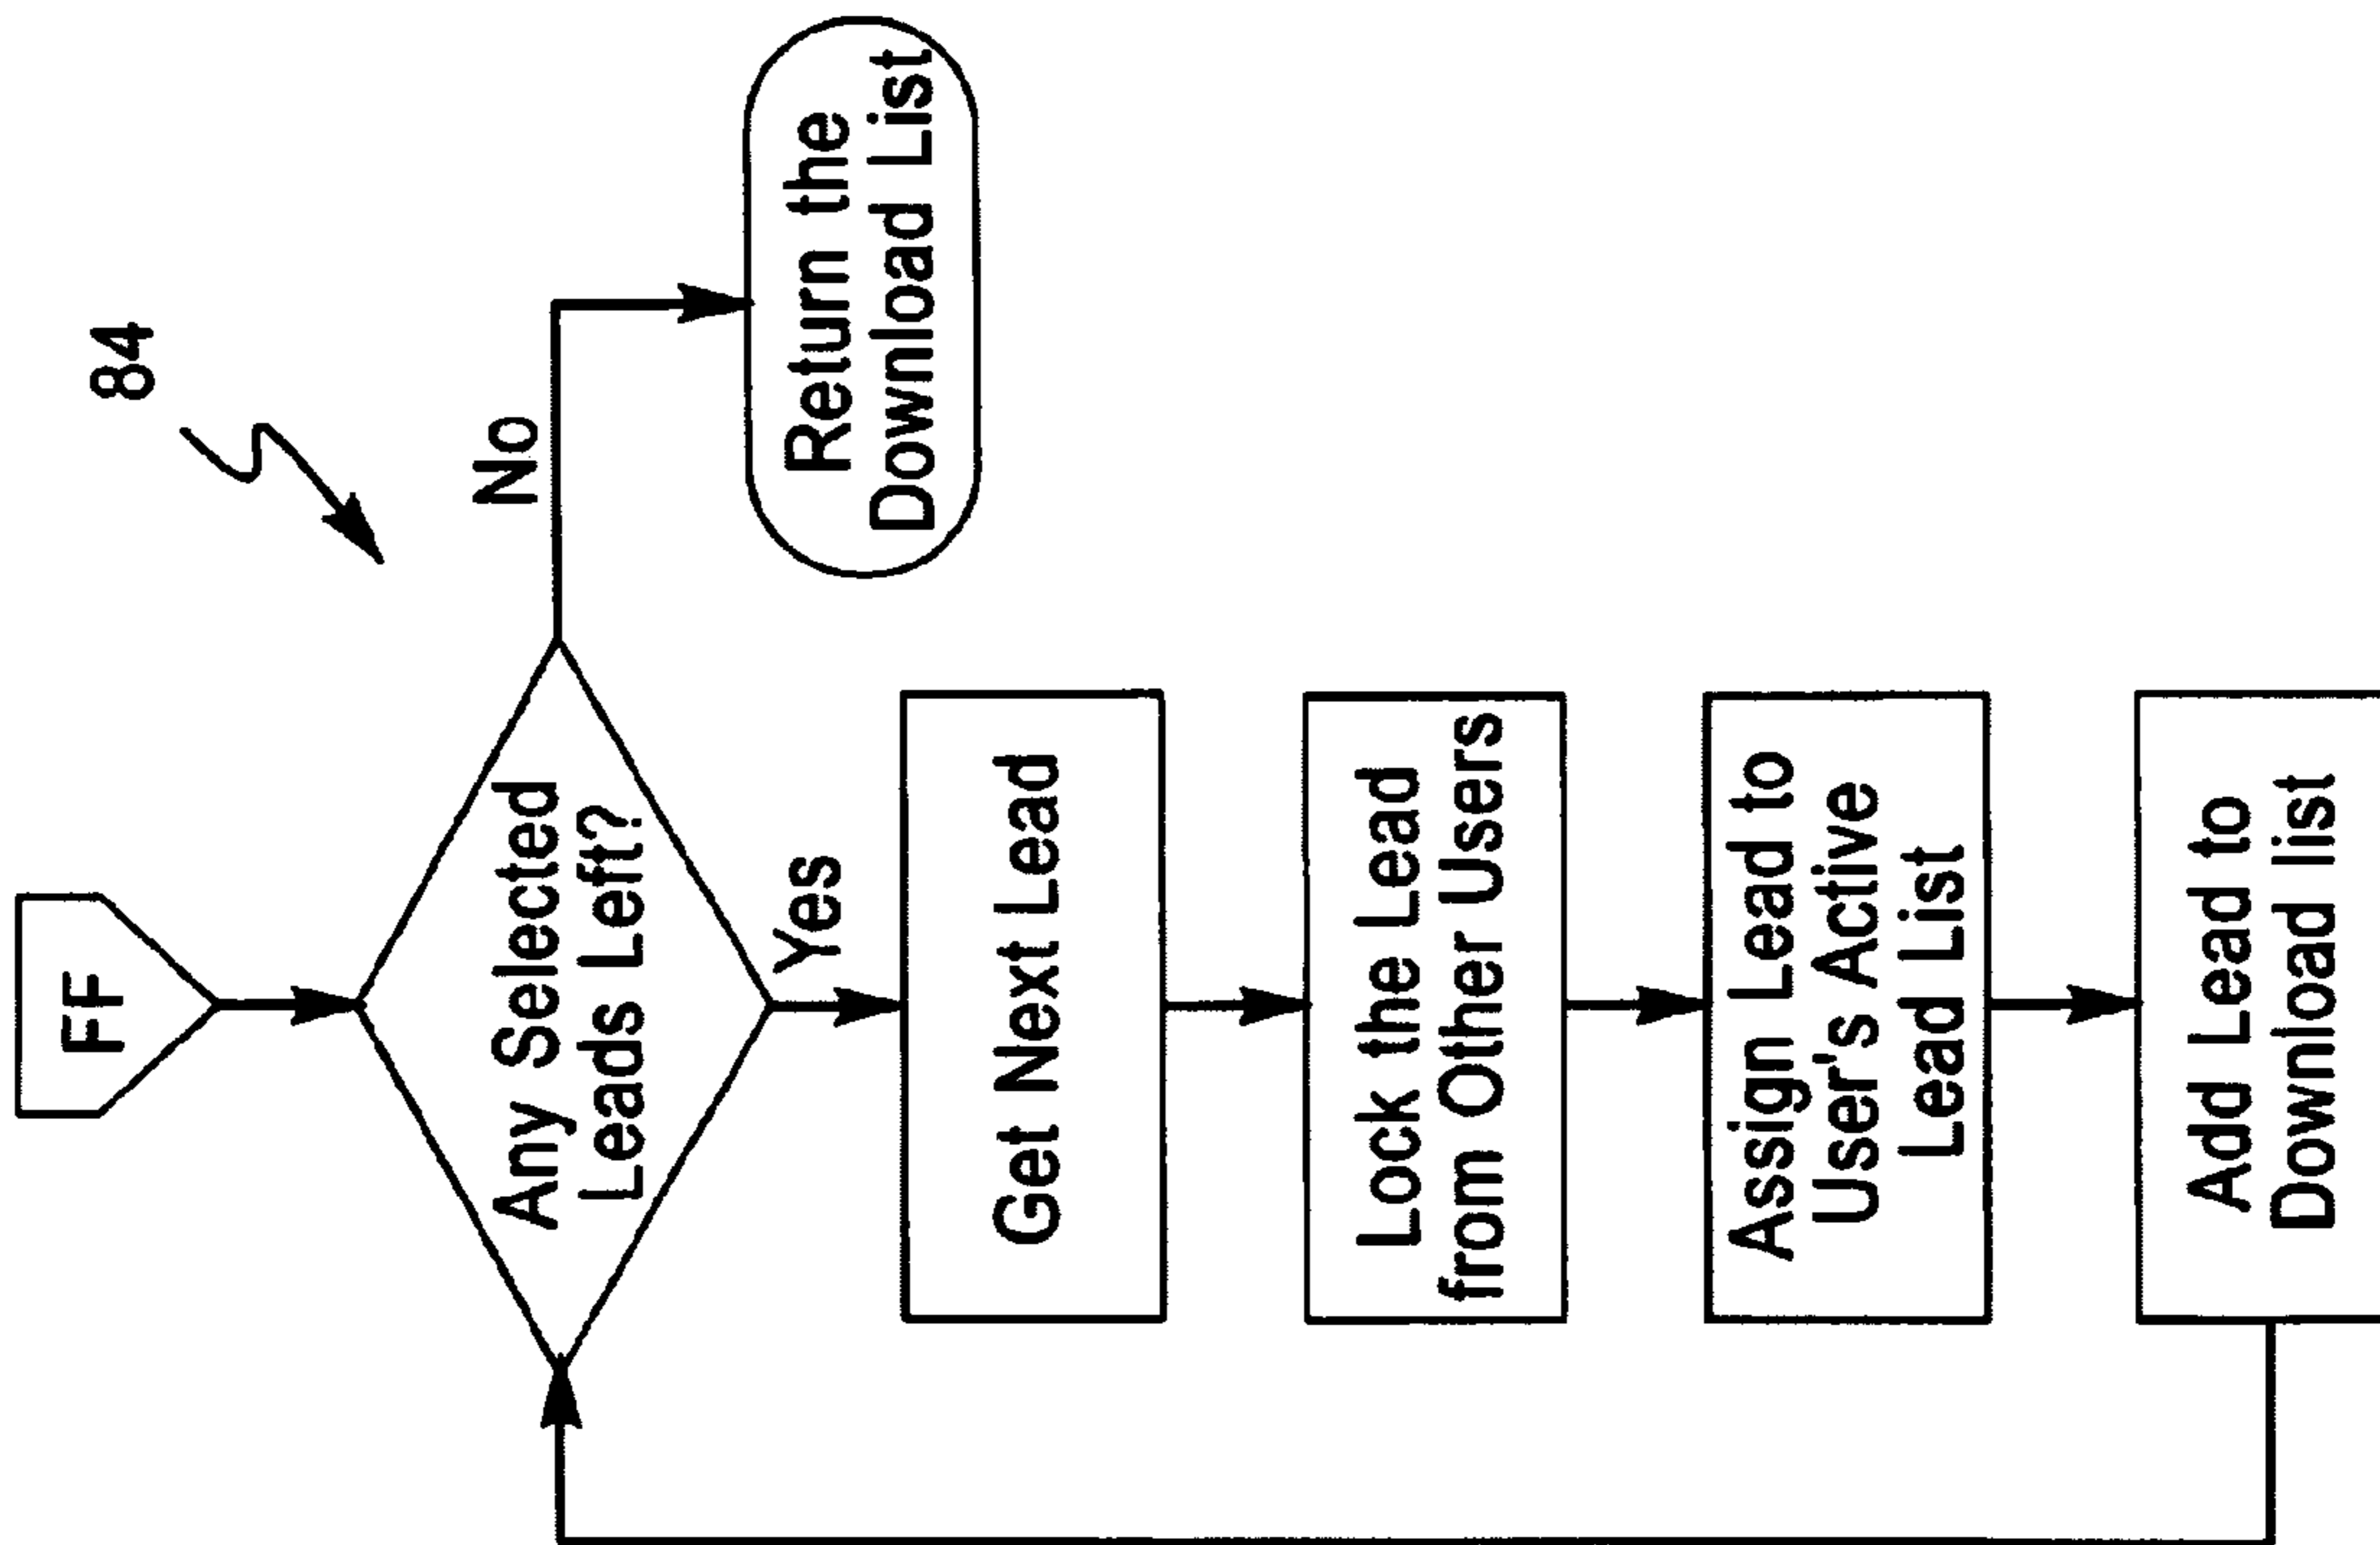 84
FF
Any Selected
Leads Left?
No
Return the
Download List
Yes
Get Next Lead
Lock the Lead
from Other Users
Assign Lead to
User's Active
Lead List
Add Lead to
Download list